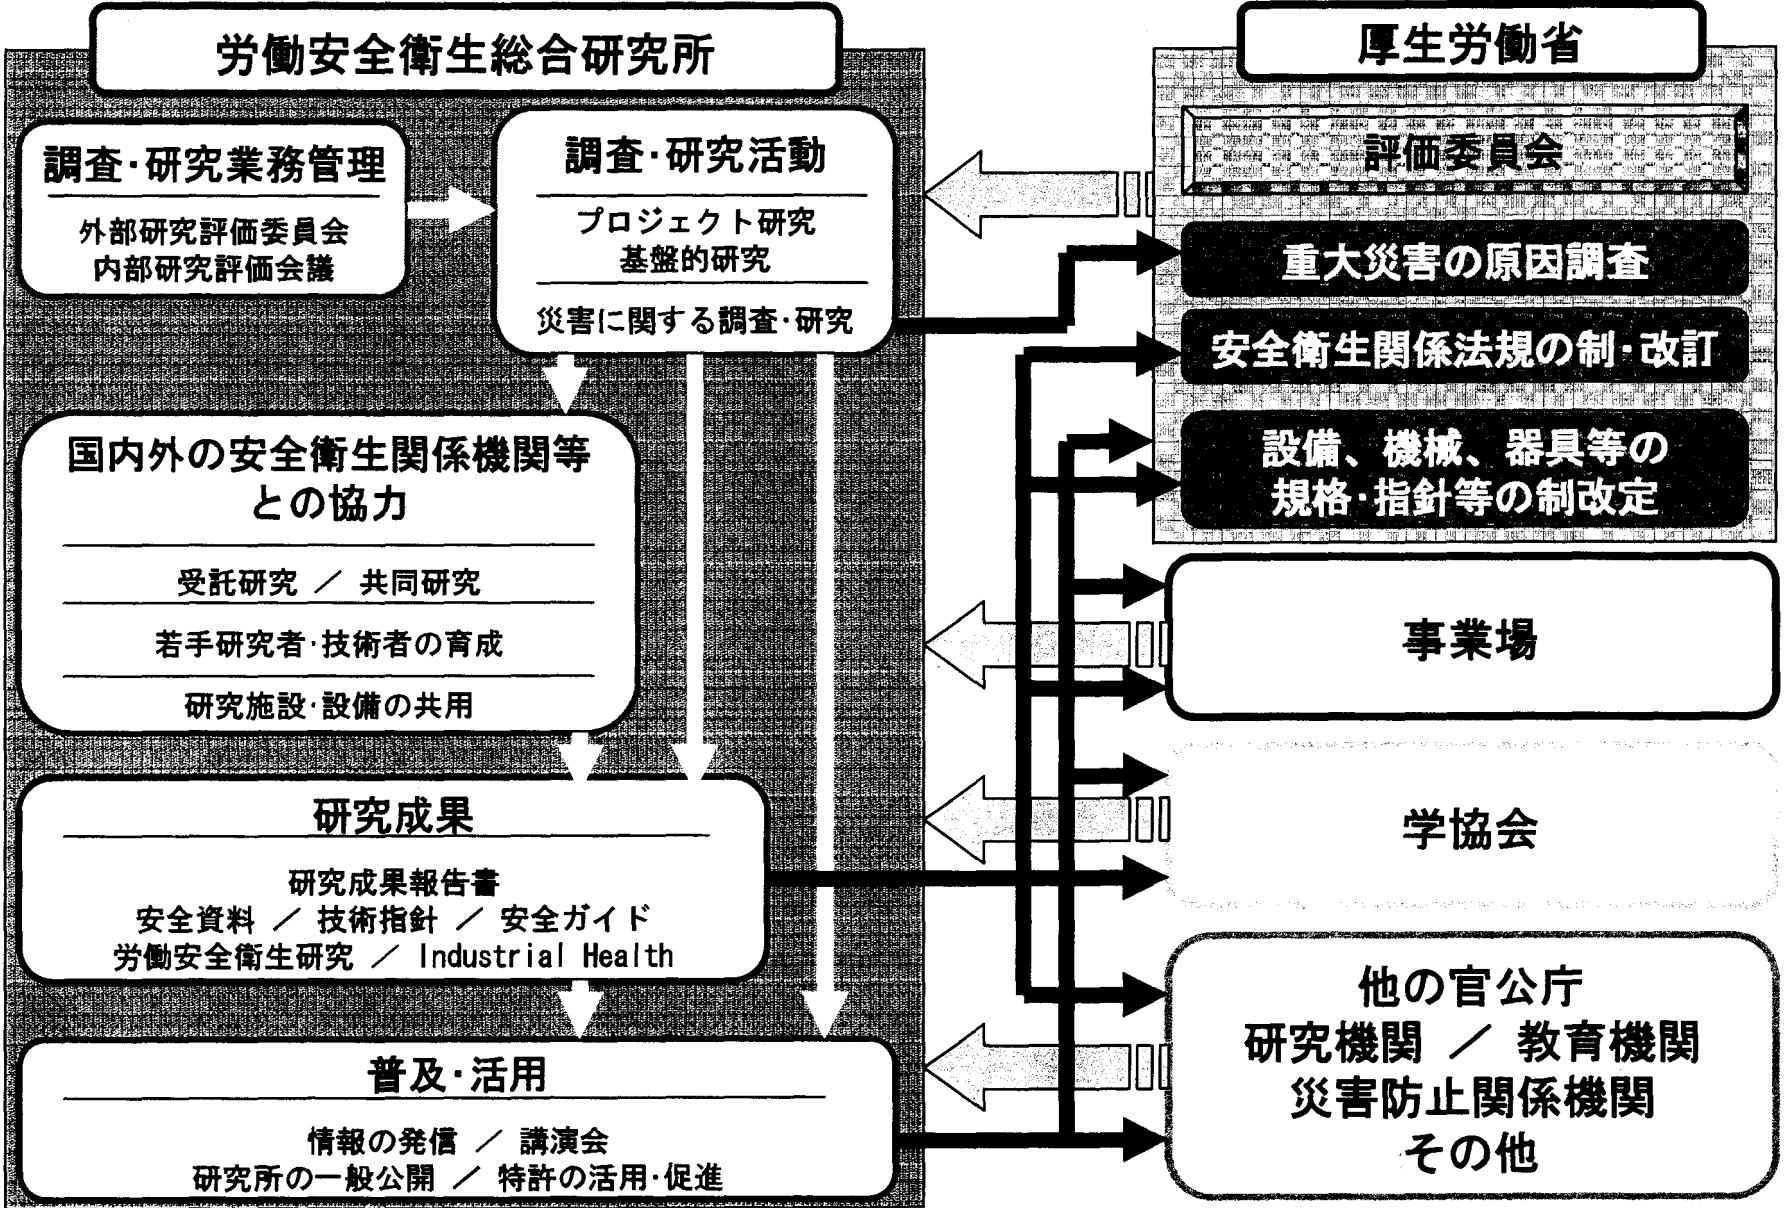 労働安全衛生総合研究所
調査･研究業務管理
外部研究評価委員会
内部研究評価会議
調査･研究活動
プロジェクト研究
基盤的研究
災害に関する調査･研究
国内外の安全衛生関係機関等
との協力
受託研究 ／ 共同研究
若手研究者･技術者の育成
研究施設･設備の共用
研究成果
研究成果報告書
安全資料 ／ 技術指針 ／ 安全ガイド
労働安全衛生研究 ／ Industrial Health
普及･活用
情報の発信 ／ 講演会
研究所の一般公開 ／ 特許の活用･促進
厚生労働省
評価委員会
重大災害の原因調査
安全衛生関係法規の制･改訂
設備、機械、器具等の
規格･指針等の制改定
事業場
学協会
他の官公庁
研究機関 ／ 教育機関
災害防止関係機関
その他